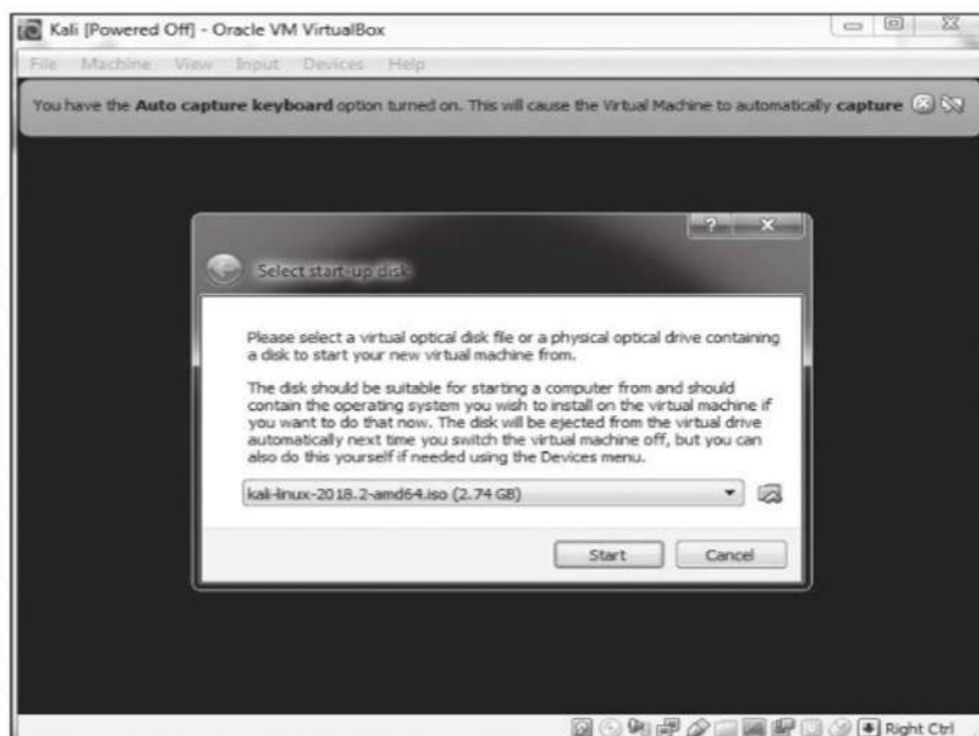 Kali [Powered Off] - Oracle VM VirtualBox
File Machine View Input Devices Help
You have the Auto capture keyboard option turned on. This will cause the Virtual Machine to automatically capture
?
Select start-up disk
Please select a virtual optical disk file or a physical optical drive containing
a disk to start your new virtual machine from.
The disk should be suitable for starting a computer from and should
contain the operating system you wish to install on the virtual machine if
you want to do that now. The disk will be ejected from the virtual drive
automatically next time you switch the virtual machine off, but you can
also do this yourself if needed using the Devices menu.
kali-linux-2018.2-amd64.iso (2.74 GB)
Start Cancel
Right Ctrl